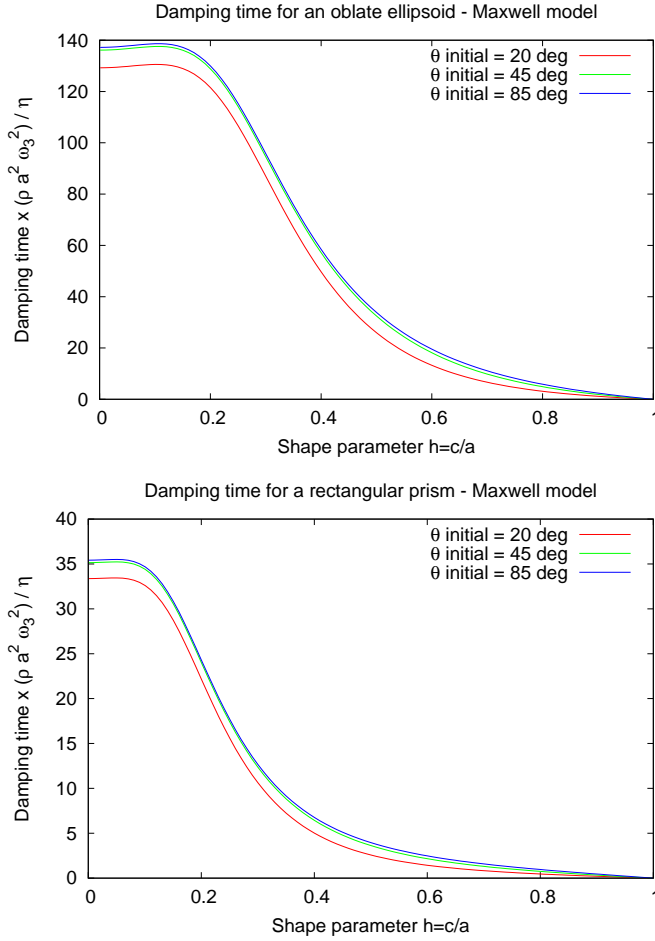 Damping time for an oblate ellipsoid - Maxwell model
140
120
100
80
60
40
20
0
Damping time x (ρ a² ω₃²) / η
θ initial = 20 deg
θ initial = 45 deg
θ initial = 85 deg
0 0.2 0.4 0.6 0.8 1
Shape parameter h=c/a
Damping time for a rectangular prism - Maxwell model
40
35
30
25
20
15
10
5
0
Damping time x (ρ a² ω₃²) / η
θ initial = 20 deg
θ initial = 45 deg
θ initial = 85 deg
0 0.2 0.4 0.6 0.8 1
Shape parameter h=c/a